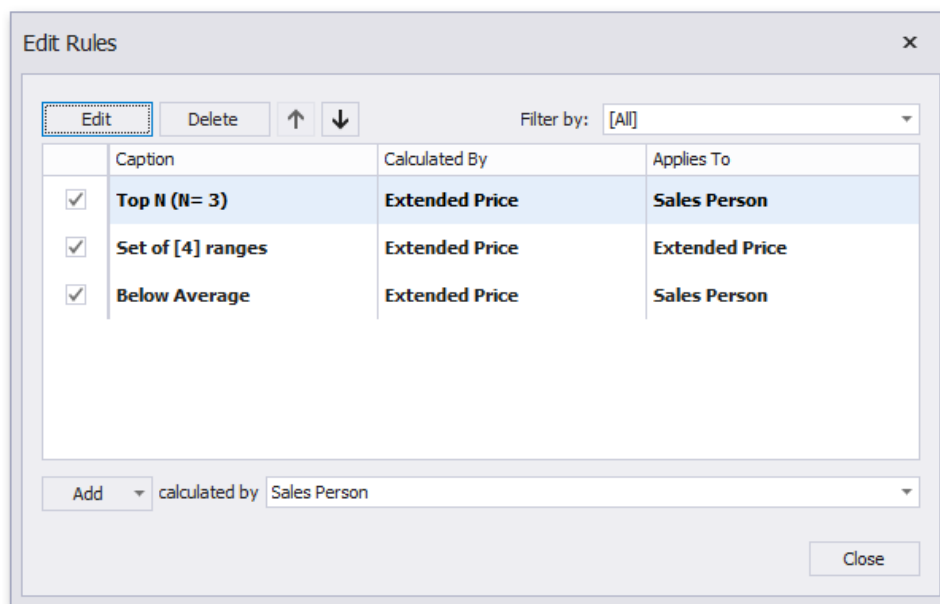 Edit Rules
Edit Delete Filter by: [All]
Caption Calculated By Applies To
Top N (N= 3) Extended Price Sales Person
Set of [4] ranges Extended Price Extended Price
Below Average Extended Price Sales Person
Add calculated by Sales Person
Close